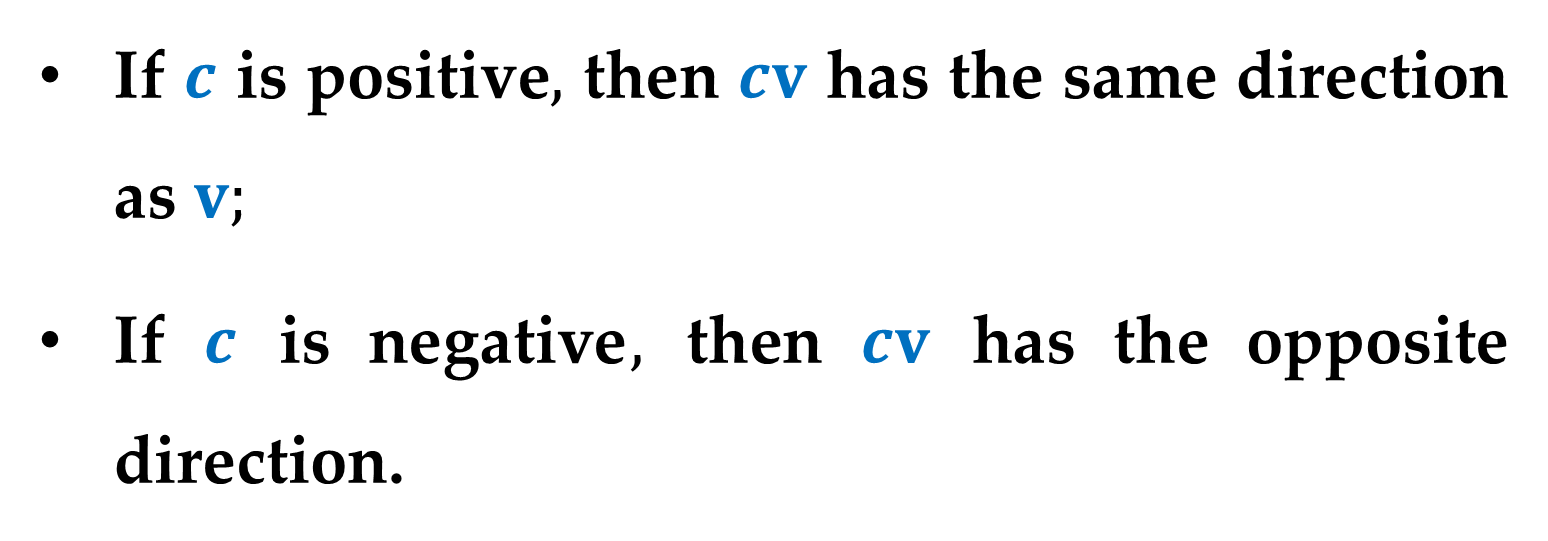 • If c is positive, then cv has the same direction
as v;
• If c is negative, then cv has the opposite
direction.